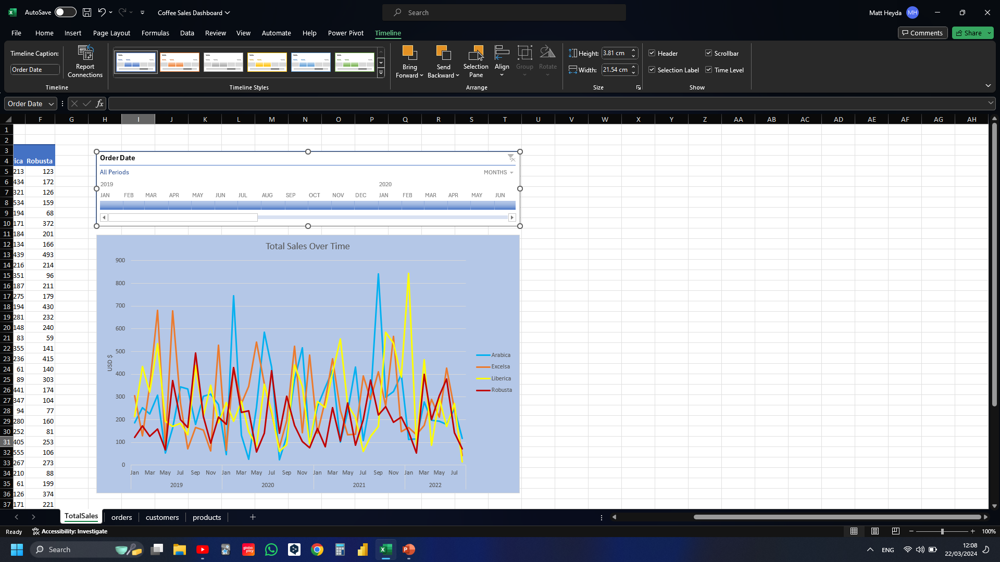 AutoSave
Coffee Sales Dashboard
Search
Matt Heyda MH
File Home Insert Page Layout Formulas Data Review View Automate Help Power Pivot Timeline
Comments Share
Timeline Caption:
Order Date
Report Connections
Timeline
Timeline Styles
Bring Forward
Send Backward
Selection Pane
Align
Group
Rotate
Arrange
Height: 3.81 cm
Width: 21.54 cm
Size
Header Scrollbar
Selection Label Time Level
Show
Order Date fx
F G H I J K L M N O P Q R S T U V W X Y Z AA AB AC AD AE AF AG AH
1
2
3
4 ica Robusta
5 213 123
6 434 172
7 321 126
8 534 159
9 194 68
10 171 372
11 184 201
12 134 166
13 439 493
14 216 214
15 351 96
16 187 211
17 275 179
18 194 430
19 281 232
20 148 240
21 83 59
22 355 141
23 236 415
24 61 140
25 89 303
26 441 174
27 347 104
28 94 77
29 280 160
30 252 81
31 405 253
32 555 106
33 267 273
34 210 88
35 61 199
36 126 374
37 171 221
Order Date
All Periods MONTHS
2019 2020
JAN FEB MAR APR MAY JUN JUL AUG SEP OCT NOV DEC JAN FEB MAR APR MAY JUN
Total Sales Over Time
900
800
700
600
500
400
300
200
100
0
USD $
Arabica
Excelsa
Liberica
Robusta
Jan Mar May Jul Sep Nov Jan Mar May Jul Sep Nov Jan Mar May Jul Sep Nov Jan Mar May Jul
2019 2020 2021 2022
TotalSales orders customers products
Ready Accessibility: Investigate
100%
Search
globo play
ENG
12:08
22/03/2024